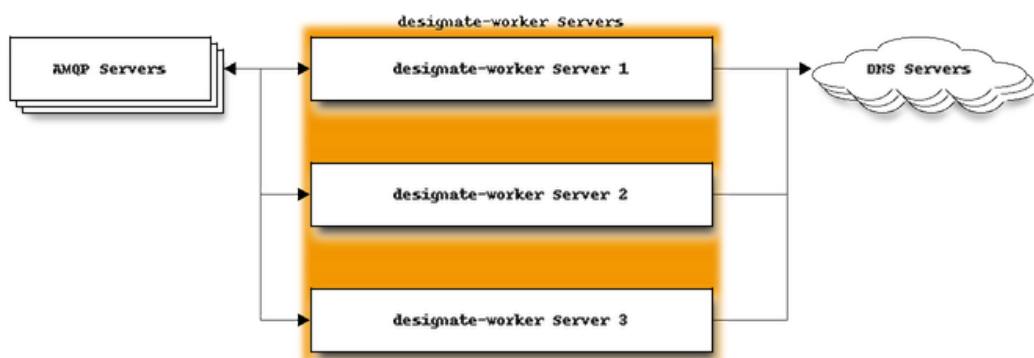 designate-worker Servers
AMQP Servers
designate-worker Server 1
DNS Servers
designate-worker Server 2
designate-worker Server 3